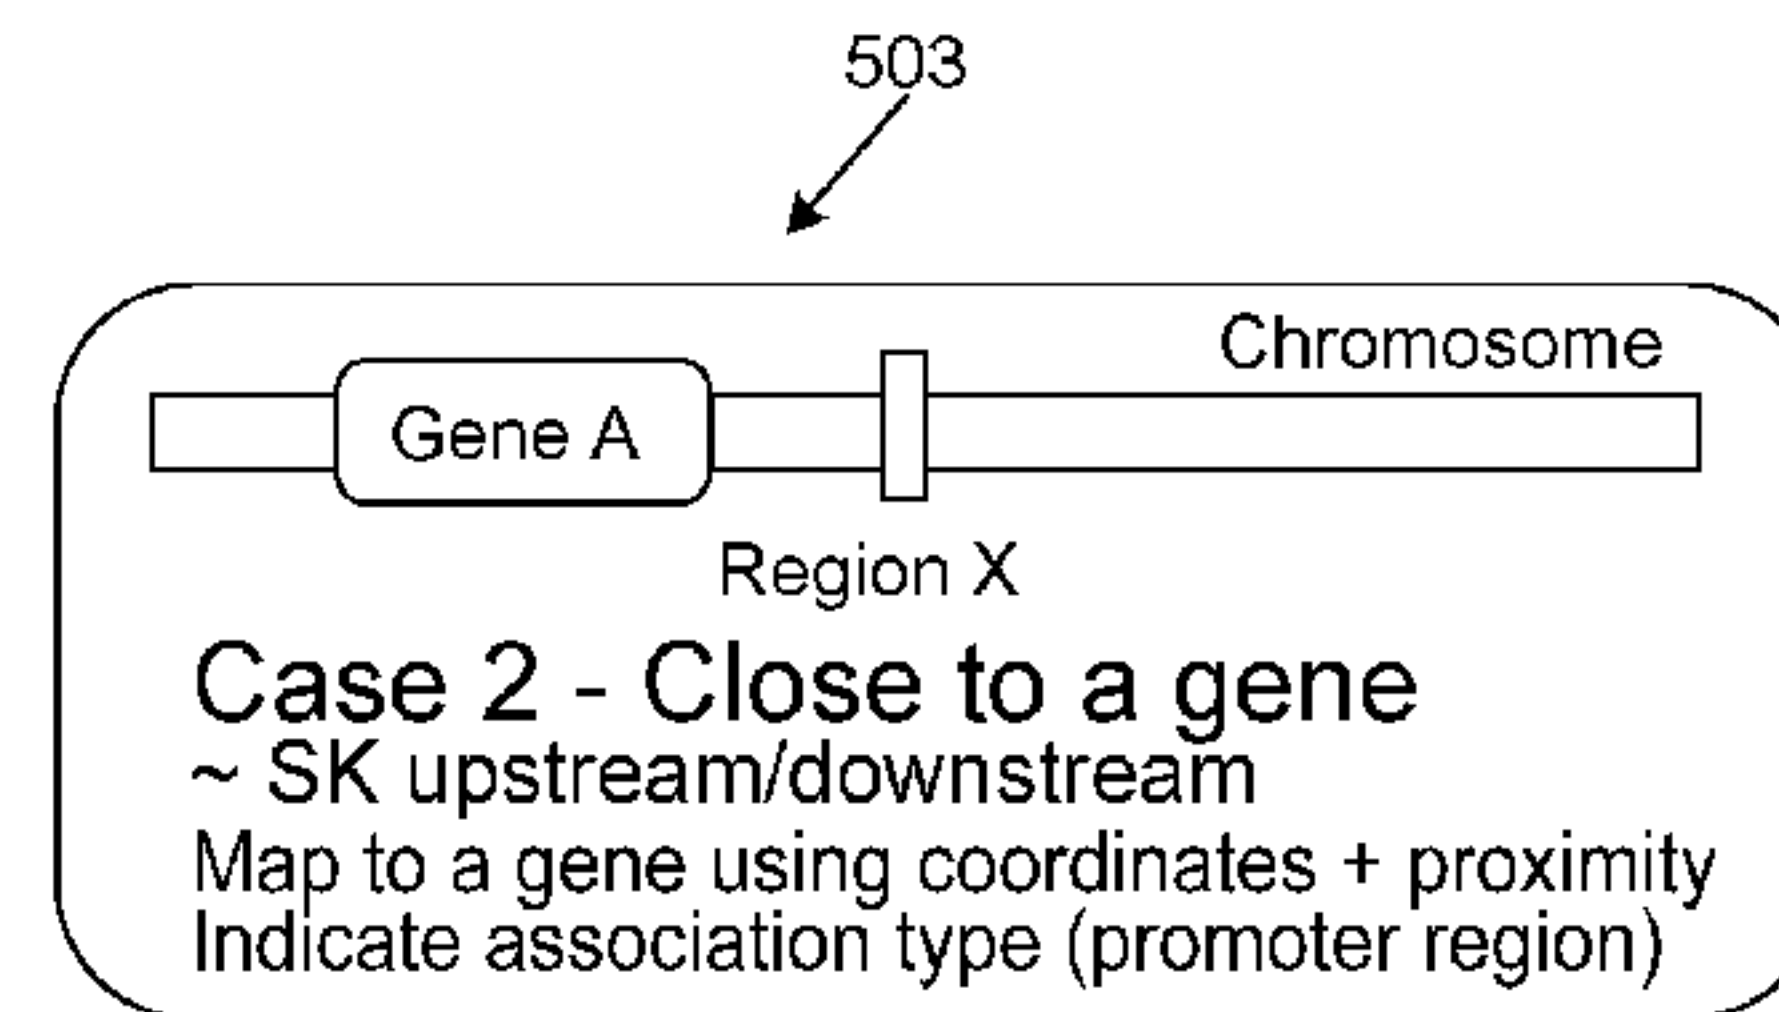 503
Chromosome
Gene A
Region X
Case 2 - Close to a gene
~ SK upstream/downstream
Map to a gene using coordinates + proximity
Indicate association type (promoter region)